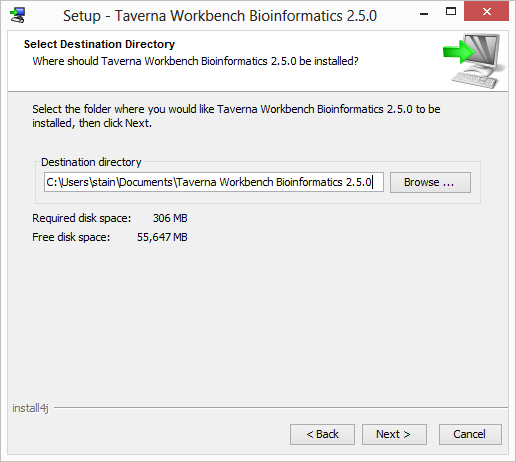 Setup - Taverna Workbench Bioinformatics 2.5.0
Select Destination Directory
Where should Taverna Workbench Bioinformatics 2.5.0 be installed?
Select the folder where you would like Taverna Workbench Bioinformatics 2.5.0 to be
installed, then click Next.
Destination directory
C:\Users\stain\Documents\Taverna Workbench Bioinformatics 2.5.0
Browse ...
Required disk space: 306 MB
Free disk space: 55,647 MB
install4j
< Back
Next >
Cancel